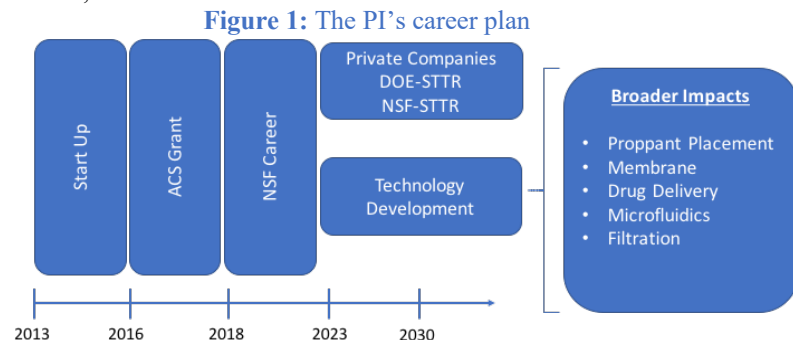 Figure 1: The PI's career plan
Start Up
ACS Grant
NSF Career
Private Companies
DOE-STTR
NSF-STTR
Technology
Development
Broader Impacts
• Proppant Placement
• Membrane
• Drug Delivery
• Microfluidics
• Filtration
2013
2016
2018
2023
2030